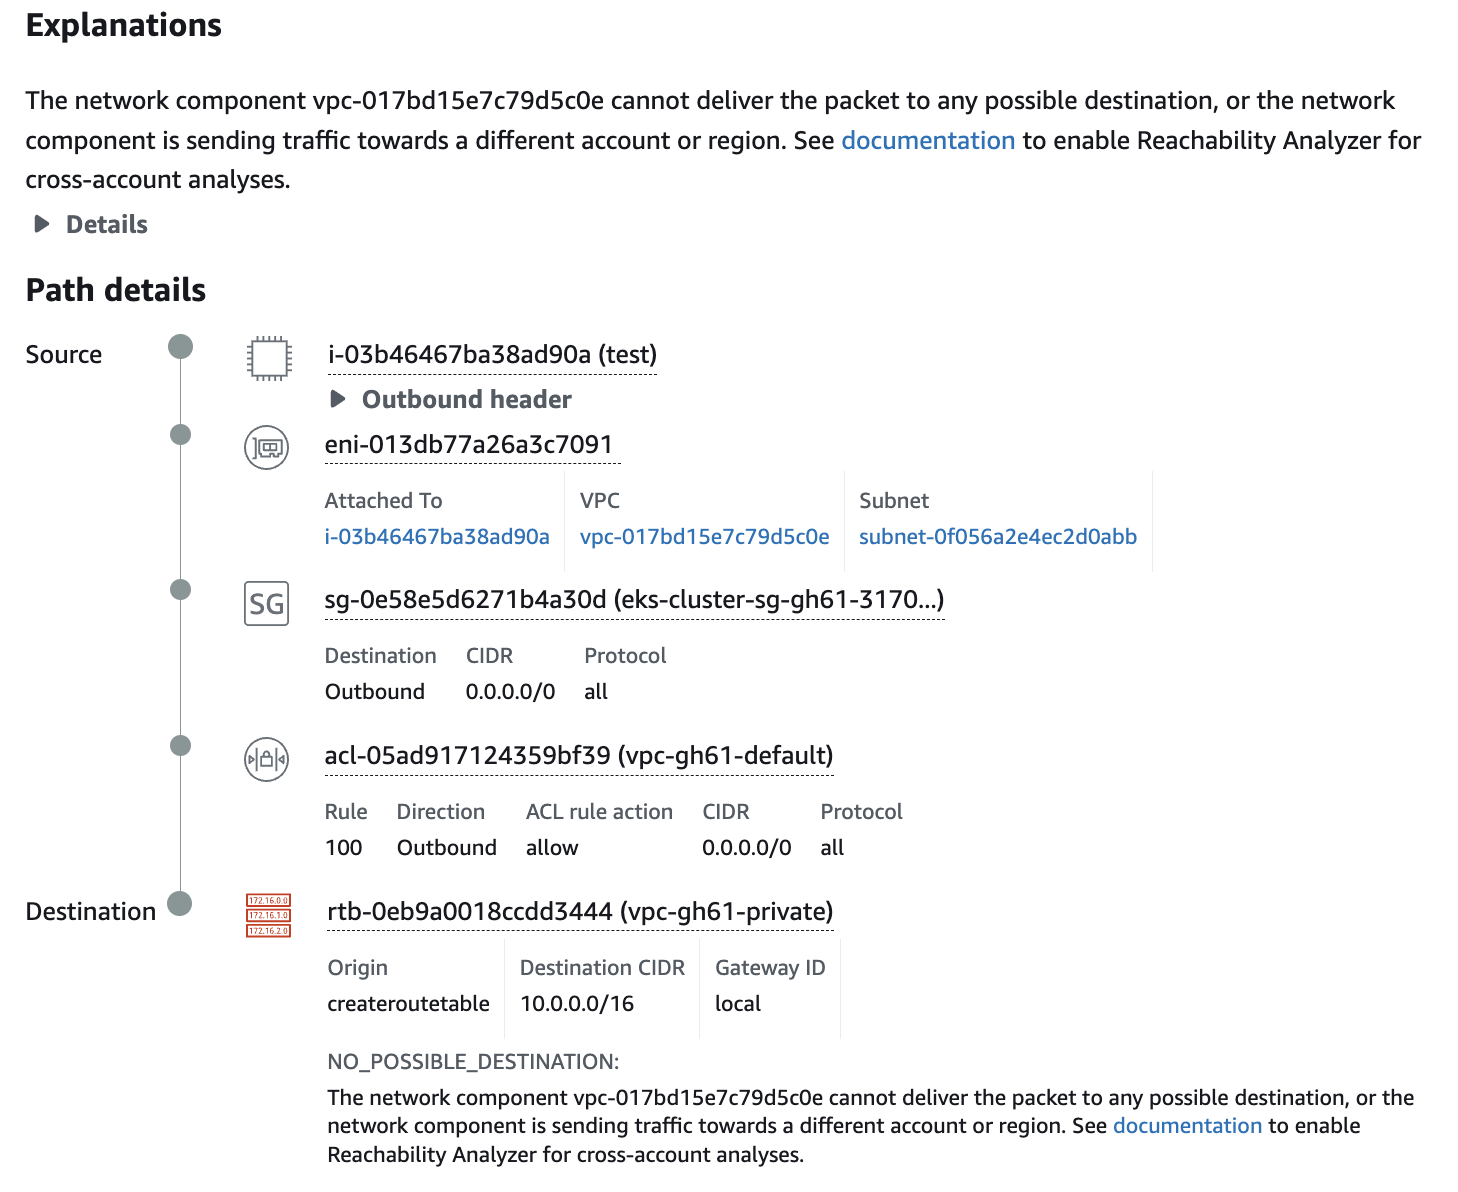 Explanations
The network component vpc-017bd15e7c79d5c0e cannot deliver the packet to any possible destination, or the network
component is sending traffic towards a different account or region. See documentation to enable Reachability Analyzer for
cross-account analyses.
Details
Path details
Source
i-03b46467ba38ad90a (test)
Outbound header
eni-013db77a26a3c7091
Attached To VPC Subnet
i-03b46467ba38ad90a vpc-017bd15e7c79d5c0e subnet-0f056a2e4ec2d0abb
SG
sg-0e58e5d6271b4a30d (eks-cluster-sg-gh61-3170...)
Destination CIDR Protocol
Outbound 0.0.0.0/0 all
acl-05ad917124359bf39 (vpc-gh61-default)
Rule Direction ACL rule action CIDR Protocol
100 Outbound allow 0.0.0.0/0 all
Destination
172.16.0.0
172.16.1.0
172.16.2.0
rtb-0eb9a0018ccdd3444 (vpc-gh61-private)
Origin Destination CIDR Gateway ID
createroutetable 10.0.0.0/16 local
NO_POSSIBLE_DESTINATION:
The network component vpc-017bd15e7c79d5c0e cannot deliver the packet to any possible destination, or the
network component is sending traffic towards a different account or region. See documentation to enable
Reachability Analyzer for cross-account analyses.